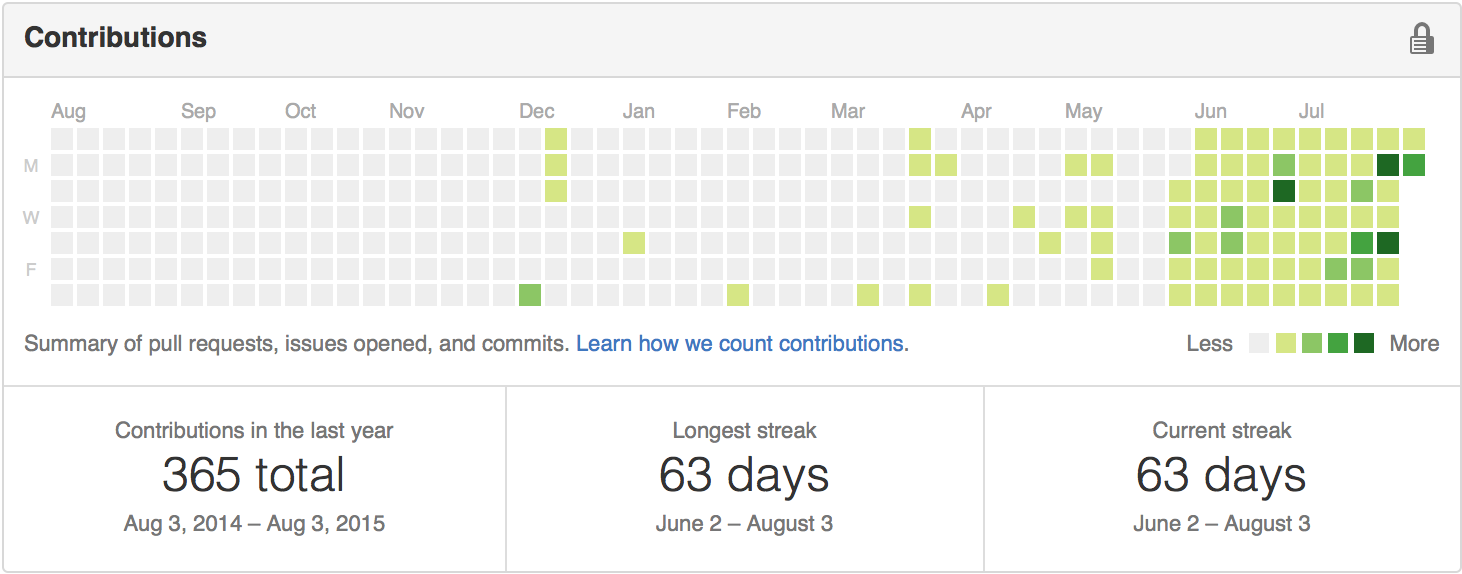 Contributions
Aug Sep Oct Nov Dec Jan Feb Mar Apr May Jun Jul
M
W
F
Summary of pull requests, issues opened, and commits. Learn how we count contributions.
Less More
Contributions in the last year
365 total
Aug 3, 2014 – Aug 3, 2015
Longest streak
63 days
June 2 – August 3
Current streak
63 days
June 2 – August 3